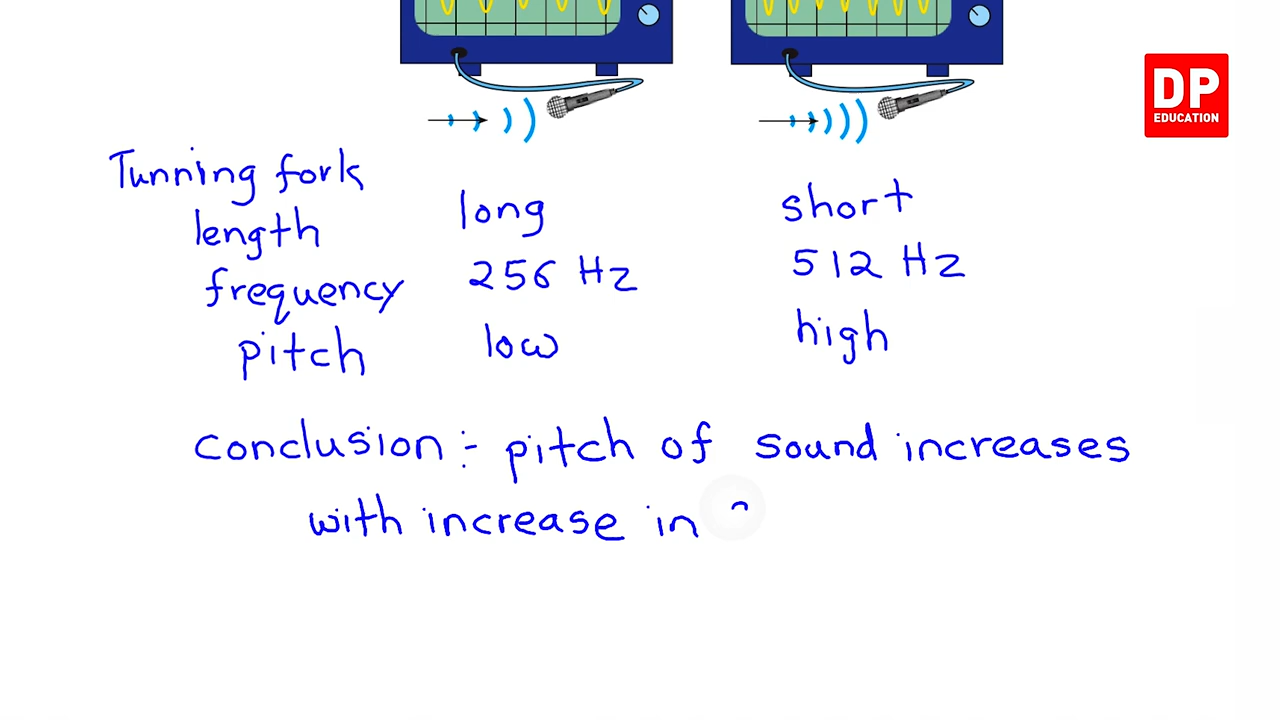 DP
EDUCATION
Tunning fork
length long short
frequency 256 Hz 512 Hz
pitch low high
conclusion :- pitch of sound increases
with increase in